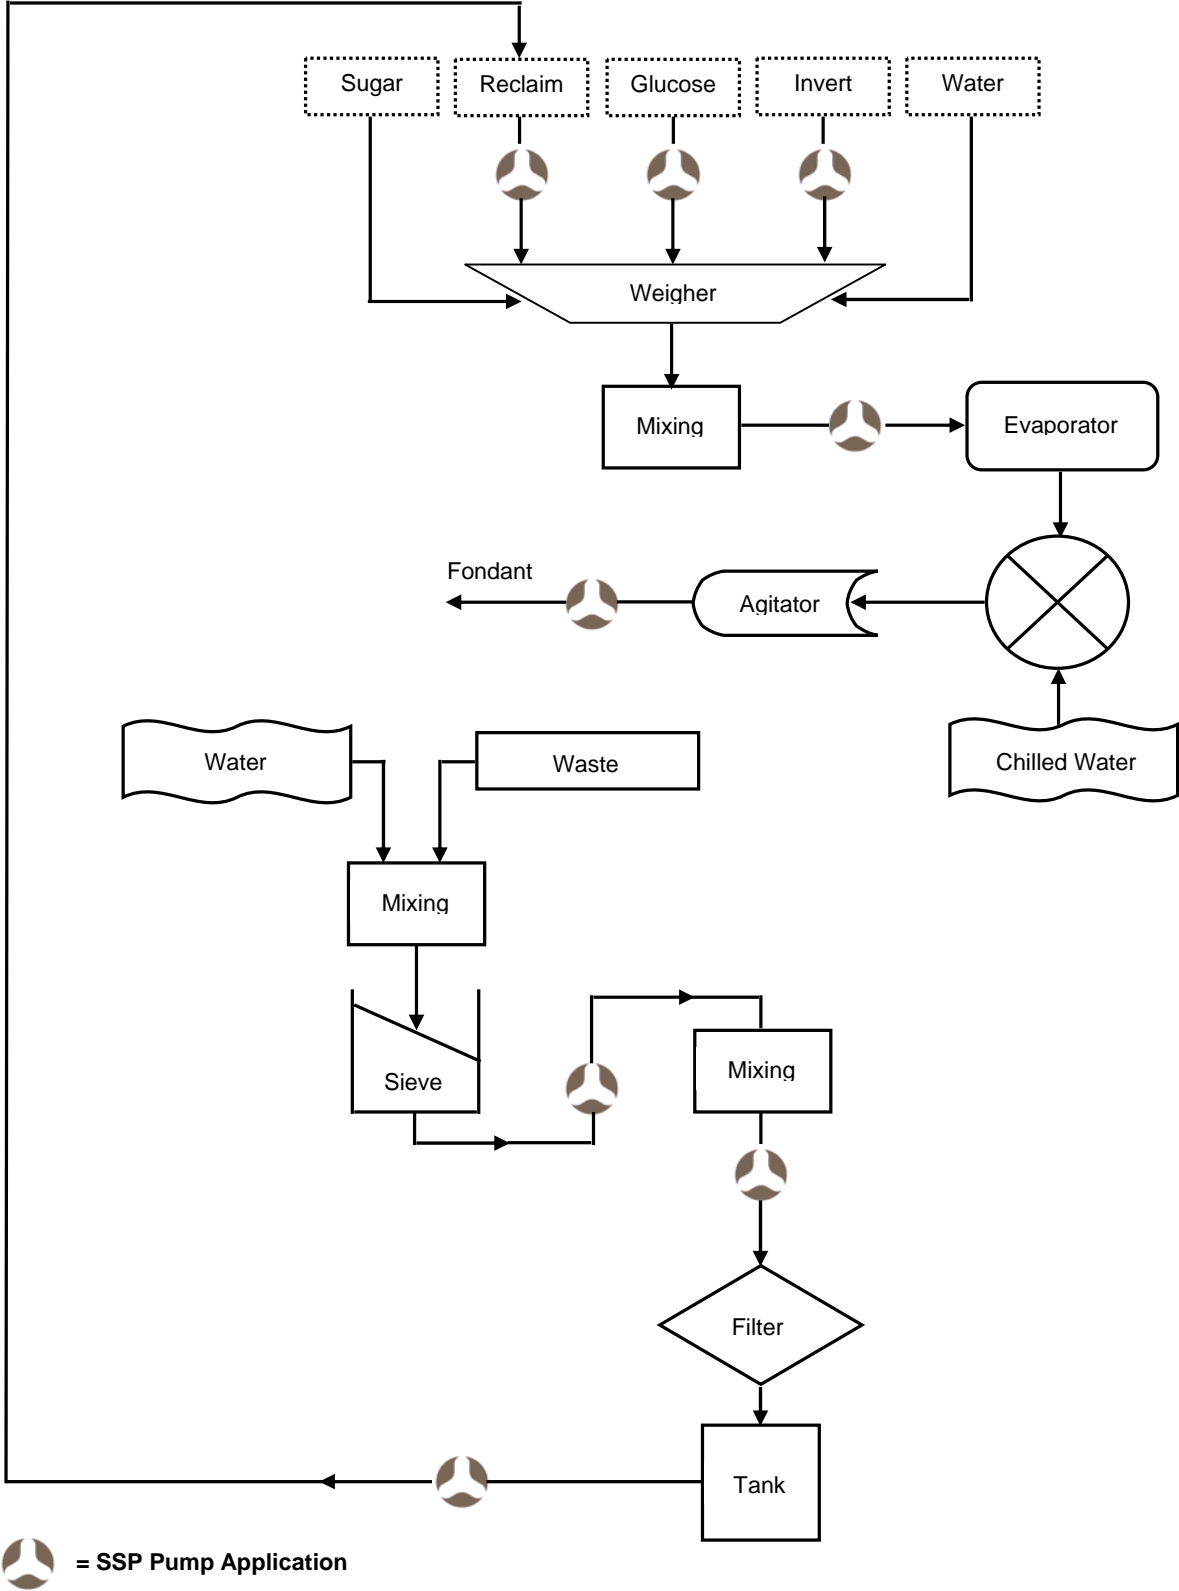 Sugar
Reclaim
Glucose
Invert
Water
Weigher
Mixing
Evaporator
Fondant
Agitator
Water
Waste
Chilled Water
Mixing
Sieve
Mixing
Filter
Tank
= SSP Pump Application